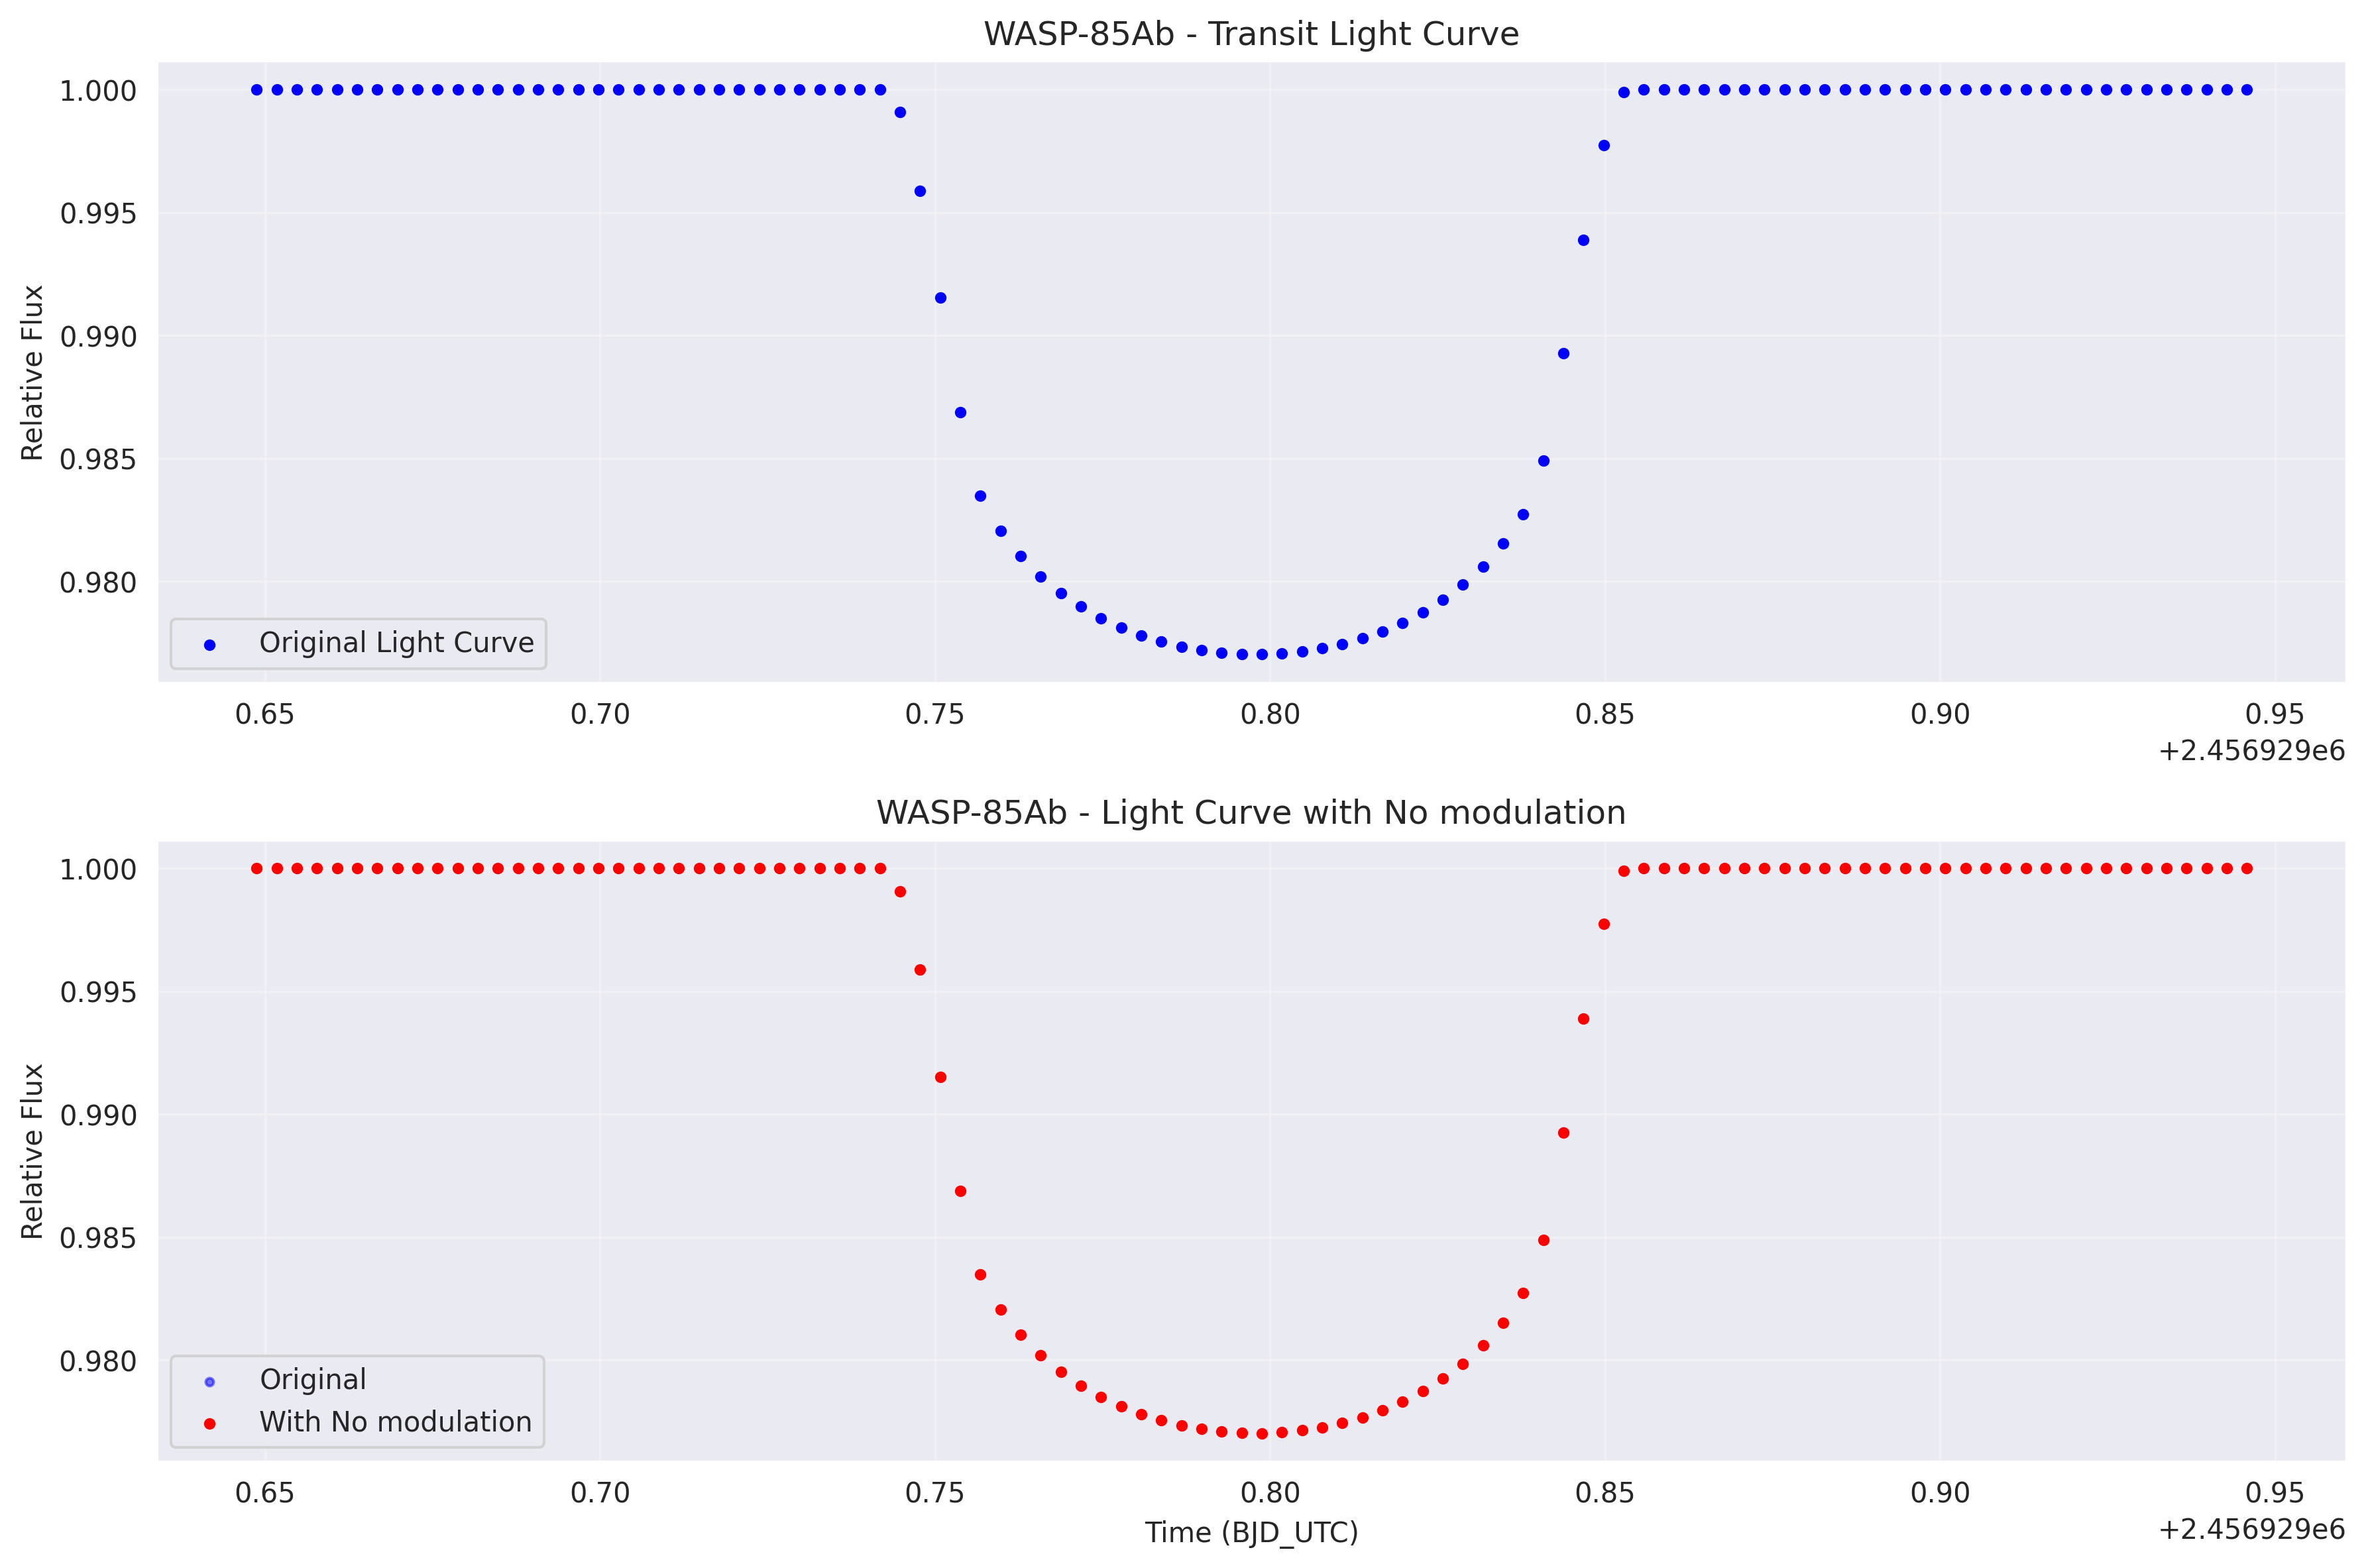 WASP-85Ab - Transit Light Curve
Relative Flux
1.000
0.995
0.990
0.985
0.980
Original Light Curve
0.65 0.70 0.75 0.80 0.85 0.90 0.95
+2.456929e6
WASP-85Ab - Light Curve with No modulation
Relative Flux
1.000
0.995
0.990
0.985
0.980
Original
With No modulation
0.65 0.70 0.75 0.80 0.85 0.90 0.95
Time (BJD_UTC)
+2.456929e6